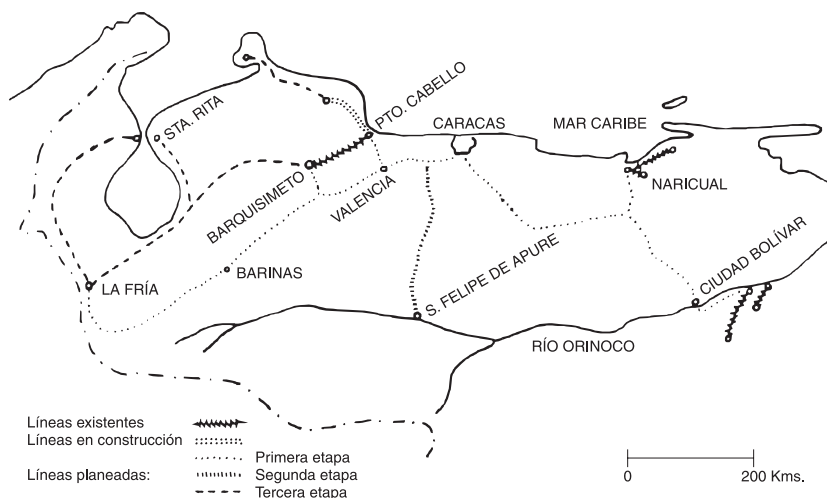 PTO. CABELLO
STA. RITA
CARACAS
MAR CARIBE
BARQUISIMETO
VALENCIA
NARICUAL
LA FRÍA
BARINAS
S. FELIPE DE APURE
CIUDAD BOLÍVAR
RÍO ORINOCO
Líneas existentes
Líneas en construcción
Primera etapa
Líneas planeadas: Segunda etapa
Tercera etapa
0 200 Kms.